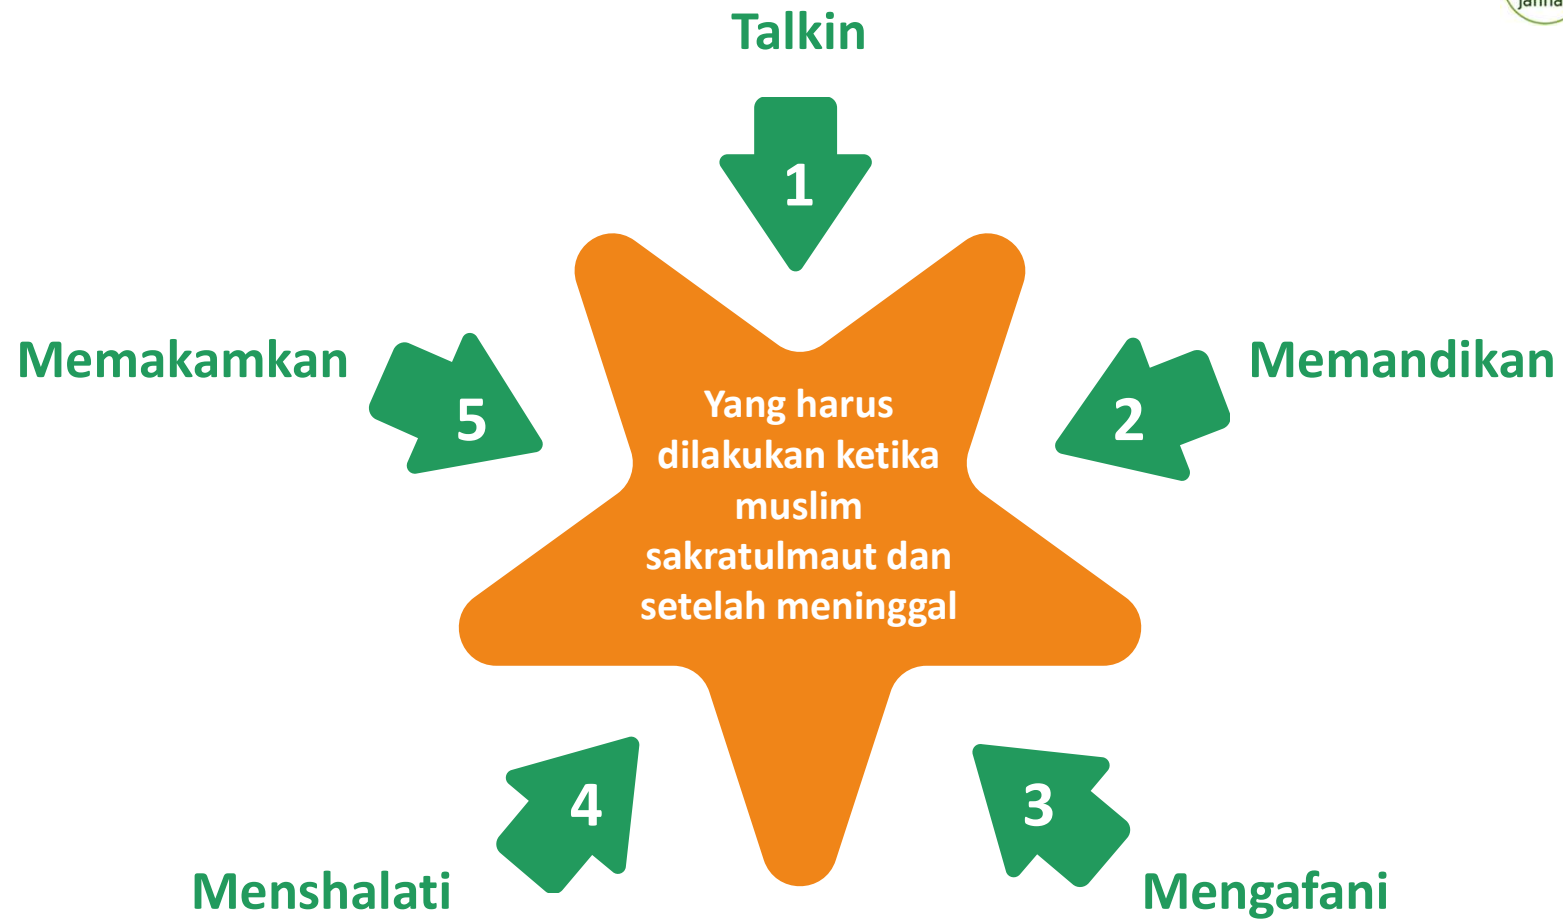 Talkin
1
Memandikan
2
Mengafani
3
Menshalati
4
Memakamkan
5
Yang harus
dilakukan ketika
muslim
sakratulmaut dan
setelah meninggal